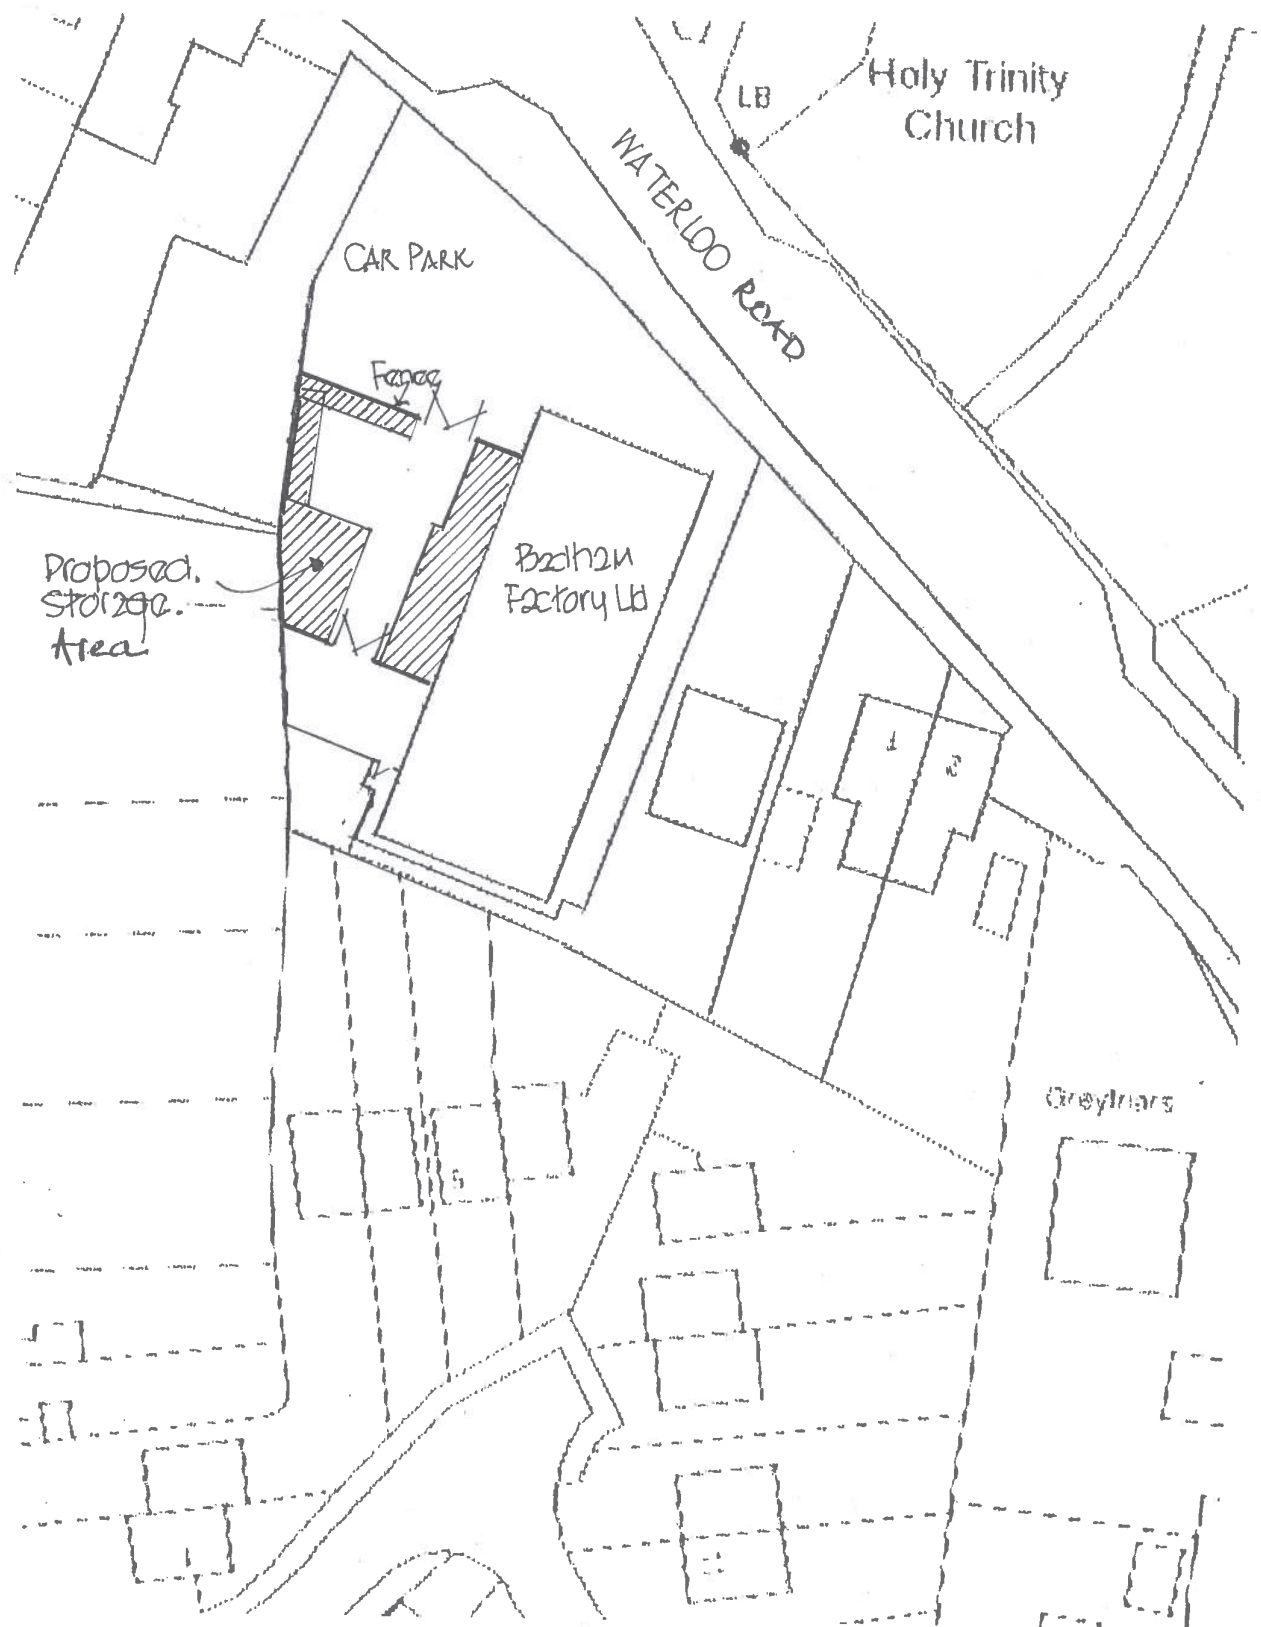 Holy Trinity
Church
LB
WATERLOO ROAD
CAR PARK
Fence
Proposed.
Storage.
Area.
Factory Ltd
1
2
Greyfriars